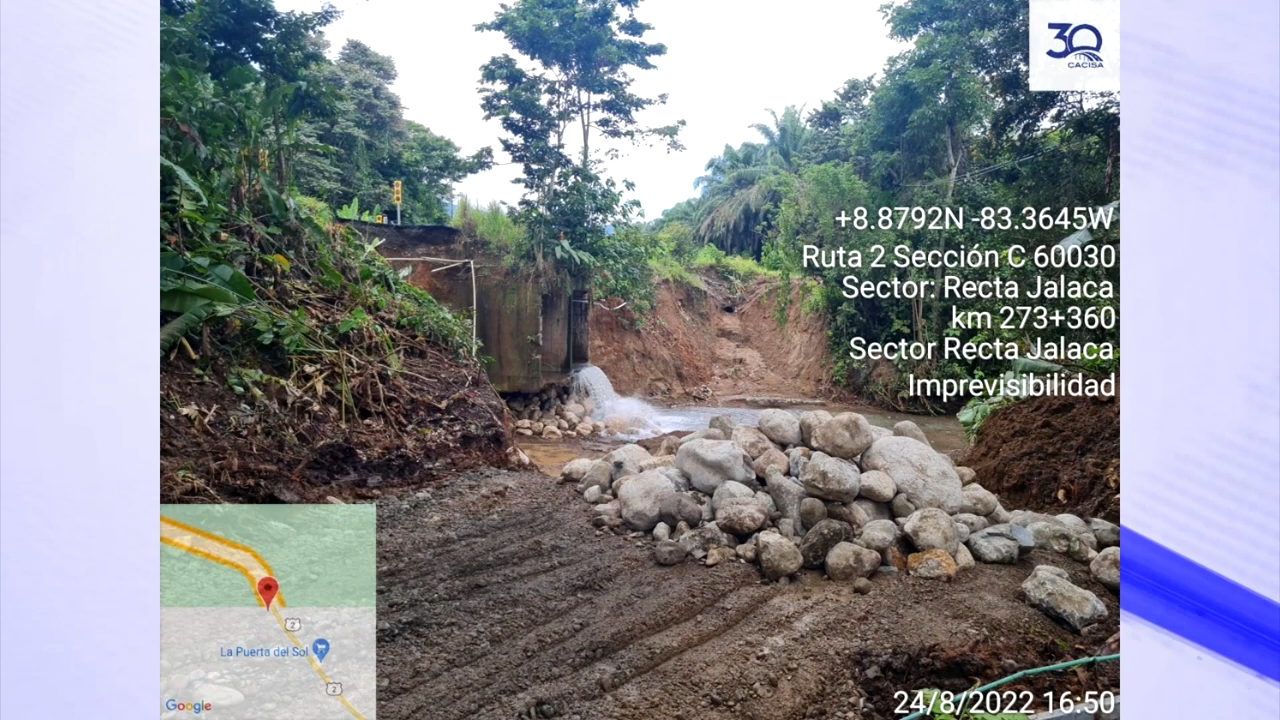 30
CACISA
+8.8792N -83.3645W
Ruta 2 Sección C 60030
Sector: Recta Jalaca
km 273+360
Sector Recta Jalaca
Imprevisibilidad
2
La Puerta del Sol
2
Google
24/8/2022 16:50